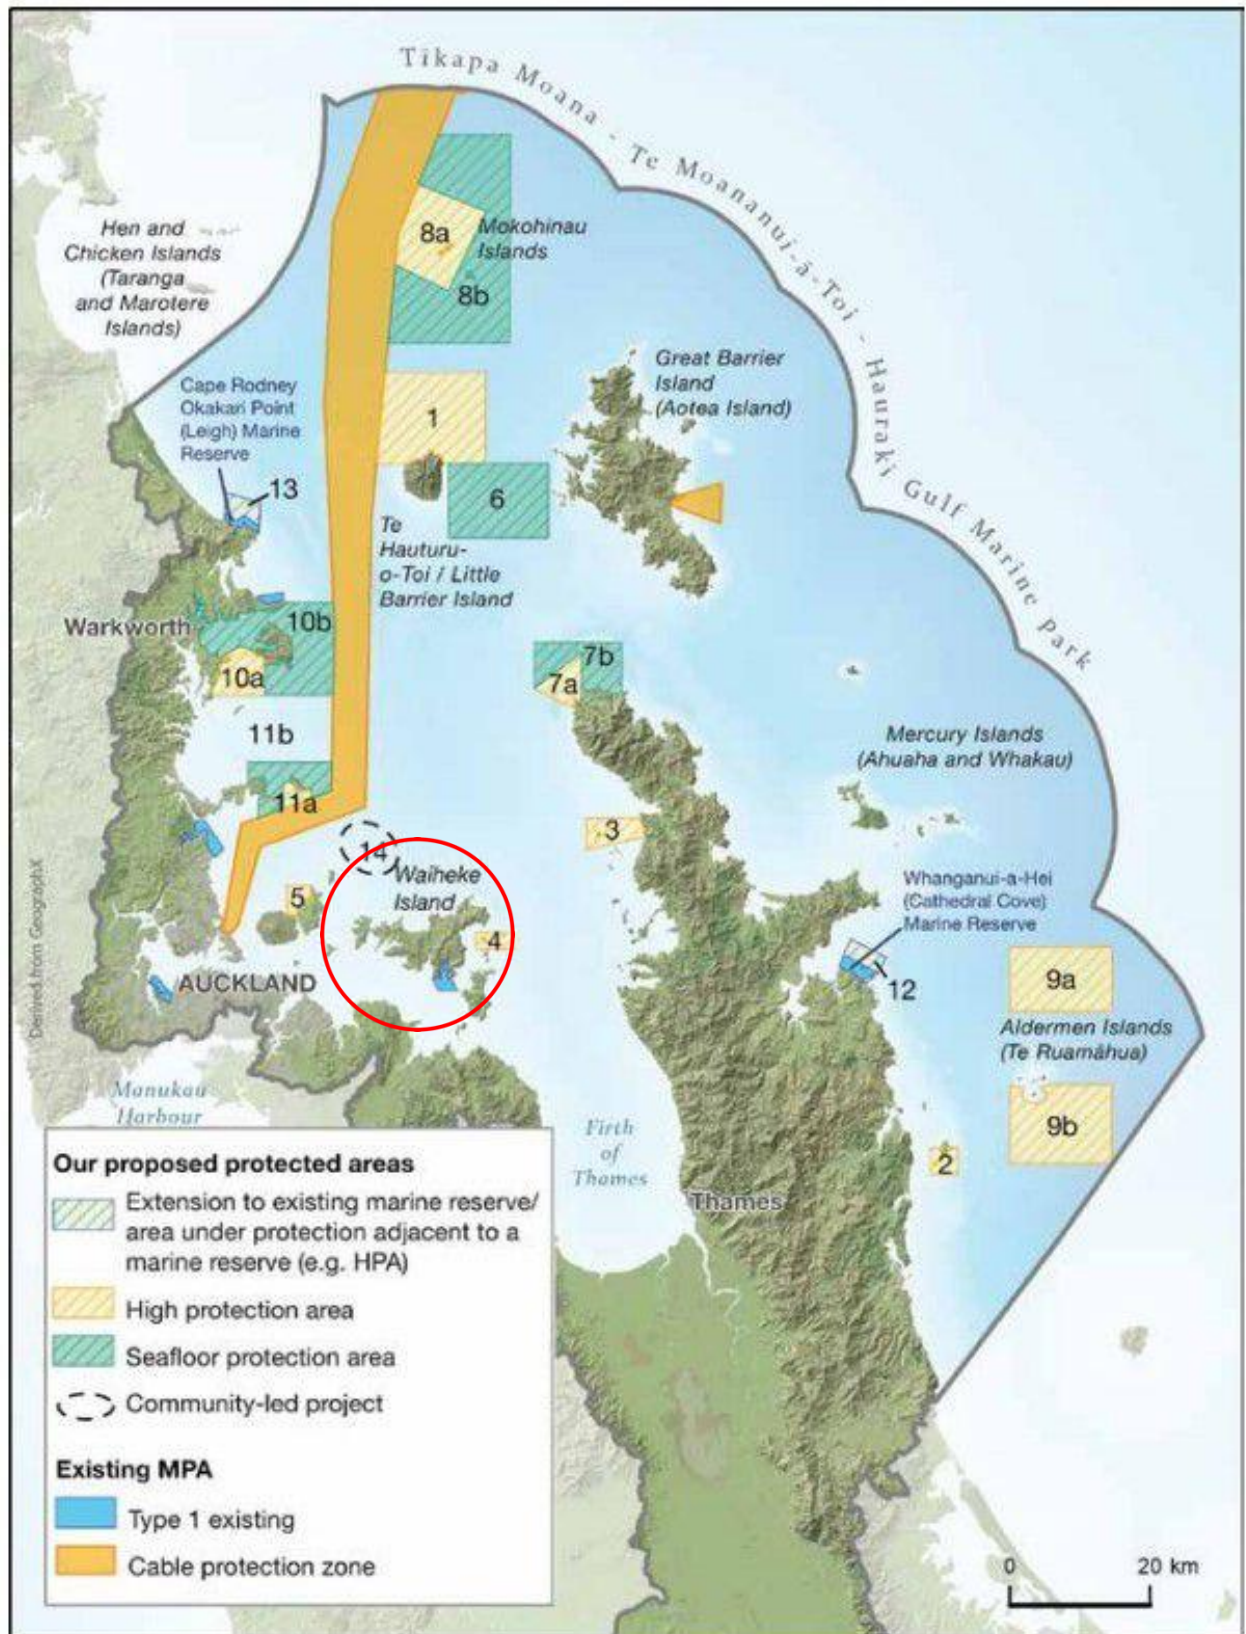 Tīkapa Moana - Te Moananui-ā-Toi - Hauraki Gulf Marine Park
Hen and
Chicken Islands
(Taranga
and Marotere
Islands)
8a
Mokohinau
Islands
8b
Great Barrier
Island
(Aotea Island)
Cape Rodney
Okakari Point
(Leigh) Marine
Reserve
1
13
6
Te
Hauturu-
o-Toi / Little
Barrier Island
Warkworth
10b
10a
7b
7a
11b
Mercury Islands
(Ahuaha and Whakau)
11a
3
14
Waiheke
Island
Whanganui-a-Hei
(Cathedral Cove)
Marine Reserve
5
4
AUCKLAND
12
9a
Aldermen Islands
(Te Ruamāhua)
Derived from GeographX
Manukau
Harbour
Firth
of
Thames
9b
2
Thames
Our proposed protected areas
Extension to existing marine reserve/
area under protection adjacent to a
marine reserve (e.g. HPA)
High protection area
Seafloor protection area
Community-led project
Existing MPA
Type 1 existing
Cable protection zone
0 20 km